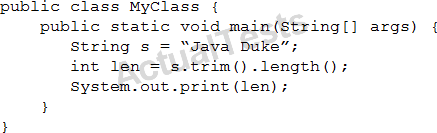 public class MyClass {
    public static void main(String[] args) {
        String s = “Java Duke”;
        int len = s.trim().length();
        System.out.print(len);
    }
}
ActualTests